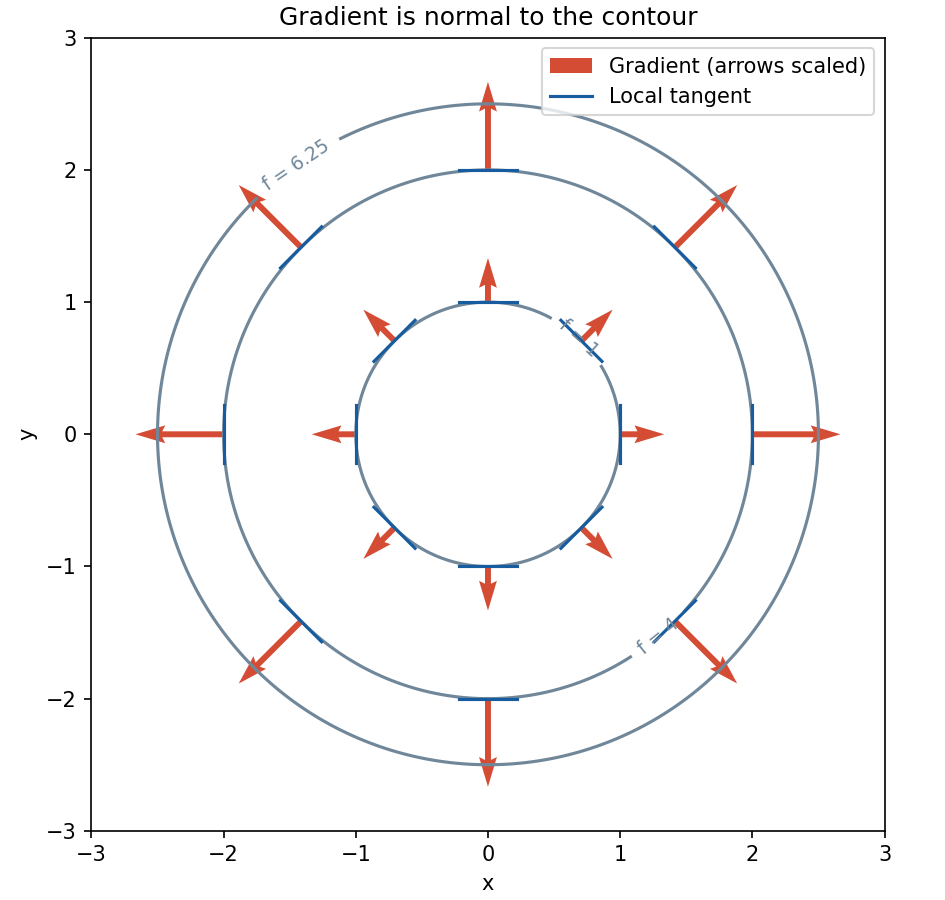 Gradient is normal to the contour
Gradient (arrows scaled)
Local tangent
f = 6.25
f = 1
f = 4
y
3
2
1
0
−1
−2
−3
−3
−2
−1
0
1
2
3
x